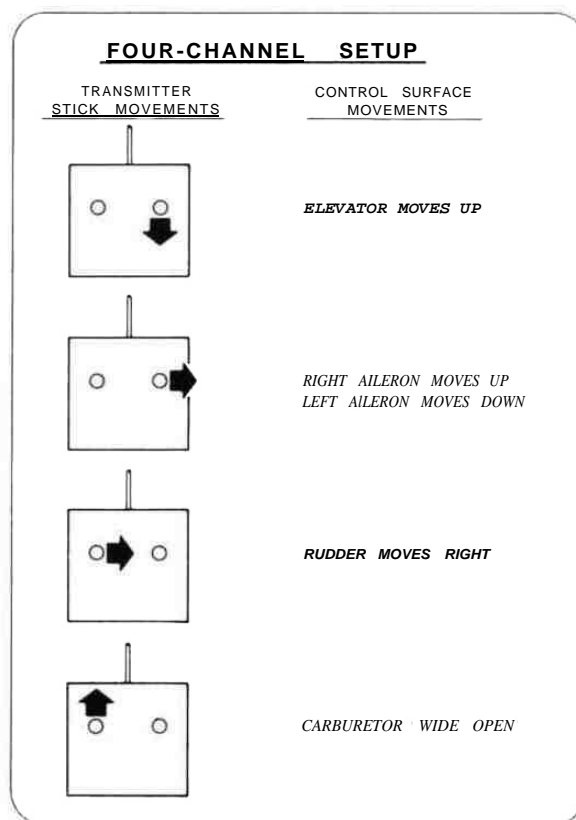 FOUR-CHANNEL SETUP
TRANSMITTER
STICK MOVEMENTS
CONTROL SURFACE
MOVEMENTS
ELEVATOR MOVES UP
RIGHT AILERON MOVES UP
LEFT AILERON MOVES DOWN
RUDDER MOVES RIGHT
CARBURETOR WIDE OPEN